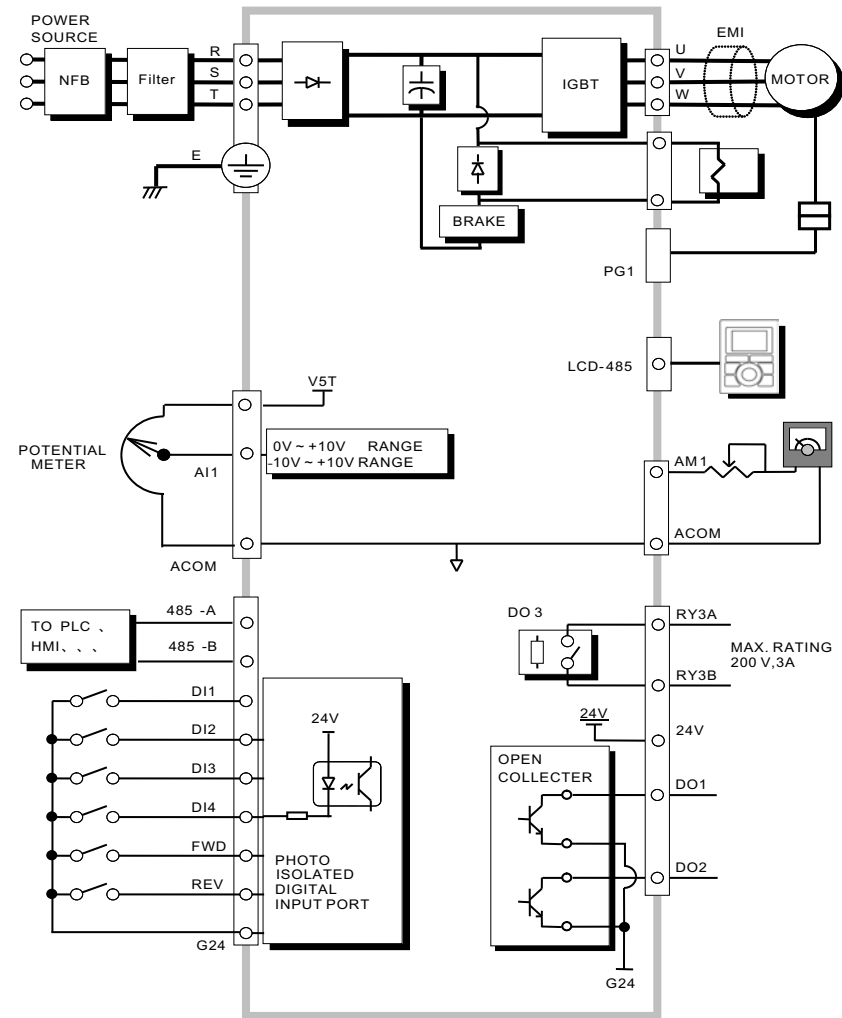 POWER
SOURCE
NFB
Filter
R
S
T
E
IGBT
U
V
W
EMI
MOTOR
BRAKE
PG1
LCD-485
V5T
POTENTIAL
METER
AI1
0V ~ +10V RANGE
-10V ~ +10V RANGE
AM1
ACOM
ACOM
TO PLC 、
HMI、、、
485 -A
485 -B
DI1
DI2
DI3
DI4
FWD
REV
G24
24V
PHOTO
ISOLATED
DIGITAL
INPUT PORT
DO 3
RY3A
RY3B
MAX. RATING
200 V,3A
24V
24V
OPEN
COLLECTER
DO1
DO2
G24